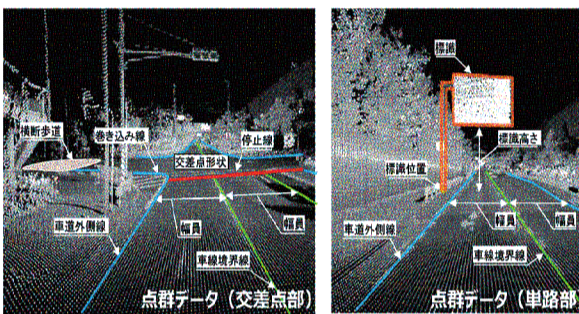 横断歩道
巻き込み線
停止線
交差点形状
幅員
幅員
車道外側線
車線境界線
点群データ（交差点部）
標識
標識高さ
標識位置
幅員
幅員
車道外側線
車線境界線
点群データ（単路部）